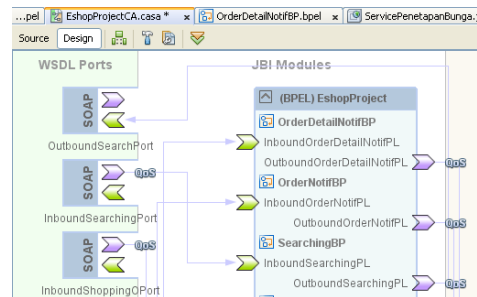 ...pel EshopProjectCA.casa * x OrderDetailNotifBP.bpel x ServicePenetapanBunga.
Source Design
WSDL Ports
JBI Modules
SOAP
OutboundSearchPort
SOAP
QoS
InboundSearchingPort
SOAP
QoS
InboundShoppingOPort
(BPEL) EshopProject
OrderDetailNotifBP
InboundOrderDetailNotifPL
OutboundOrderDetailNotifPL QoS
OrderNotifBP
InboundOrderNotifPL
OutboundOrderNotifPL QoS
SearchingBP
InboundSearchingPL
OutboundSearchingPL QoS